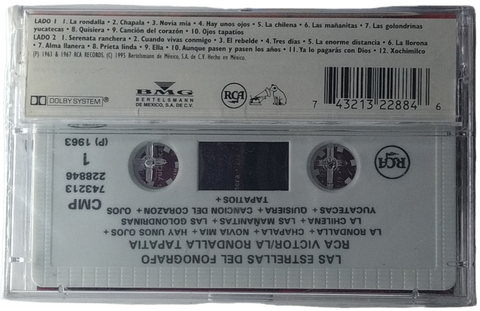 LADO 1 1. La rondalla • 2. Chapala • 3. Novia mía • 4. Hay unos ojos • 5. La chilena • 6. Las mañanitas • 7. Las golondrinas
yucatecas • 8. Quisiera • 9. Canción del corazón • 10. Ojos tapatíos
LADO 2 1. Serenata ranchera • 2. Cuando vivas conmigo • 3. El rebelde • 4. Tres días • 5. La enorme distancia • 6. La llorona
• 7. Alma llanera • 8. Prieta linda • 9. Ella • 10. Aunque pasen y pasen los años • 11. Ya lo pagarás con Dios • 12. Xochimilco
(P) 1963 & 1967 RCA RECORDS. (C) 1995 Bertelsmann de México, S.A. de C.V. Hecho en México.
DOLBY SYSTEM
BMG
BERTELSMANN
DE MEXICO, S.A. DE C.V.
RCA
7 43213 22884 6
RCA
LAS ESTRELLAS DEL FONOGRAFO
RCA VICTOR/LA RONDALLA TAPATIA
LA RONDALLA + CHAPALA + NOVIA MIA + HAY UNOS OJOS +
LA CHILENA + LAS MAÑANITAS + LAS GOLONDRINAS
YUCATECAS + QUISIERA + CANCION DEL CORAZON + OJOS
TAPATIOS +
CMP
7432213
228846
1
(P) 1963